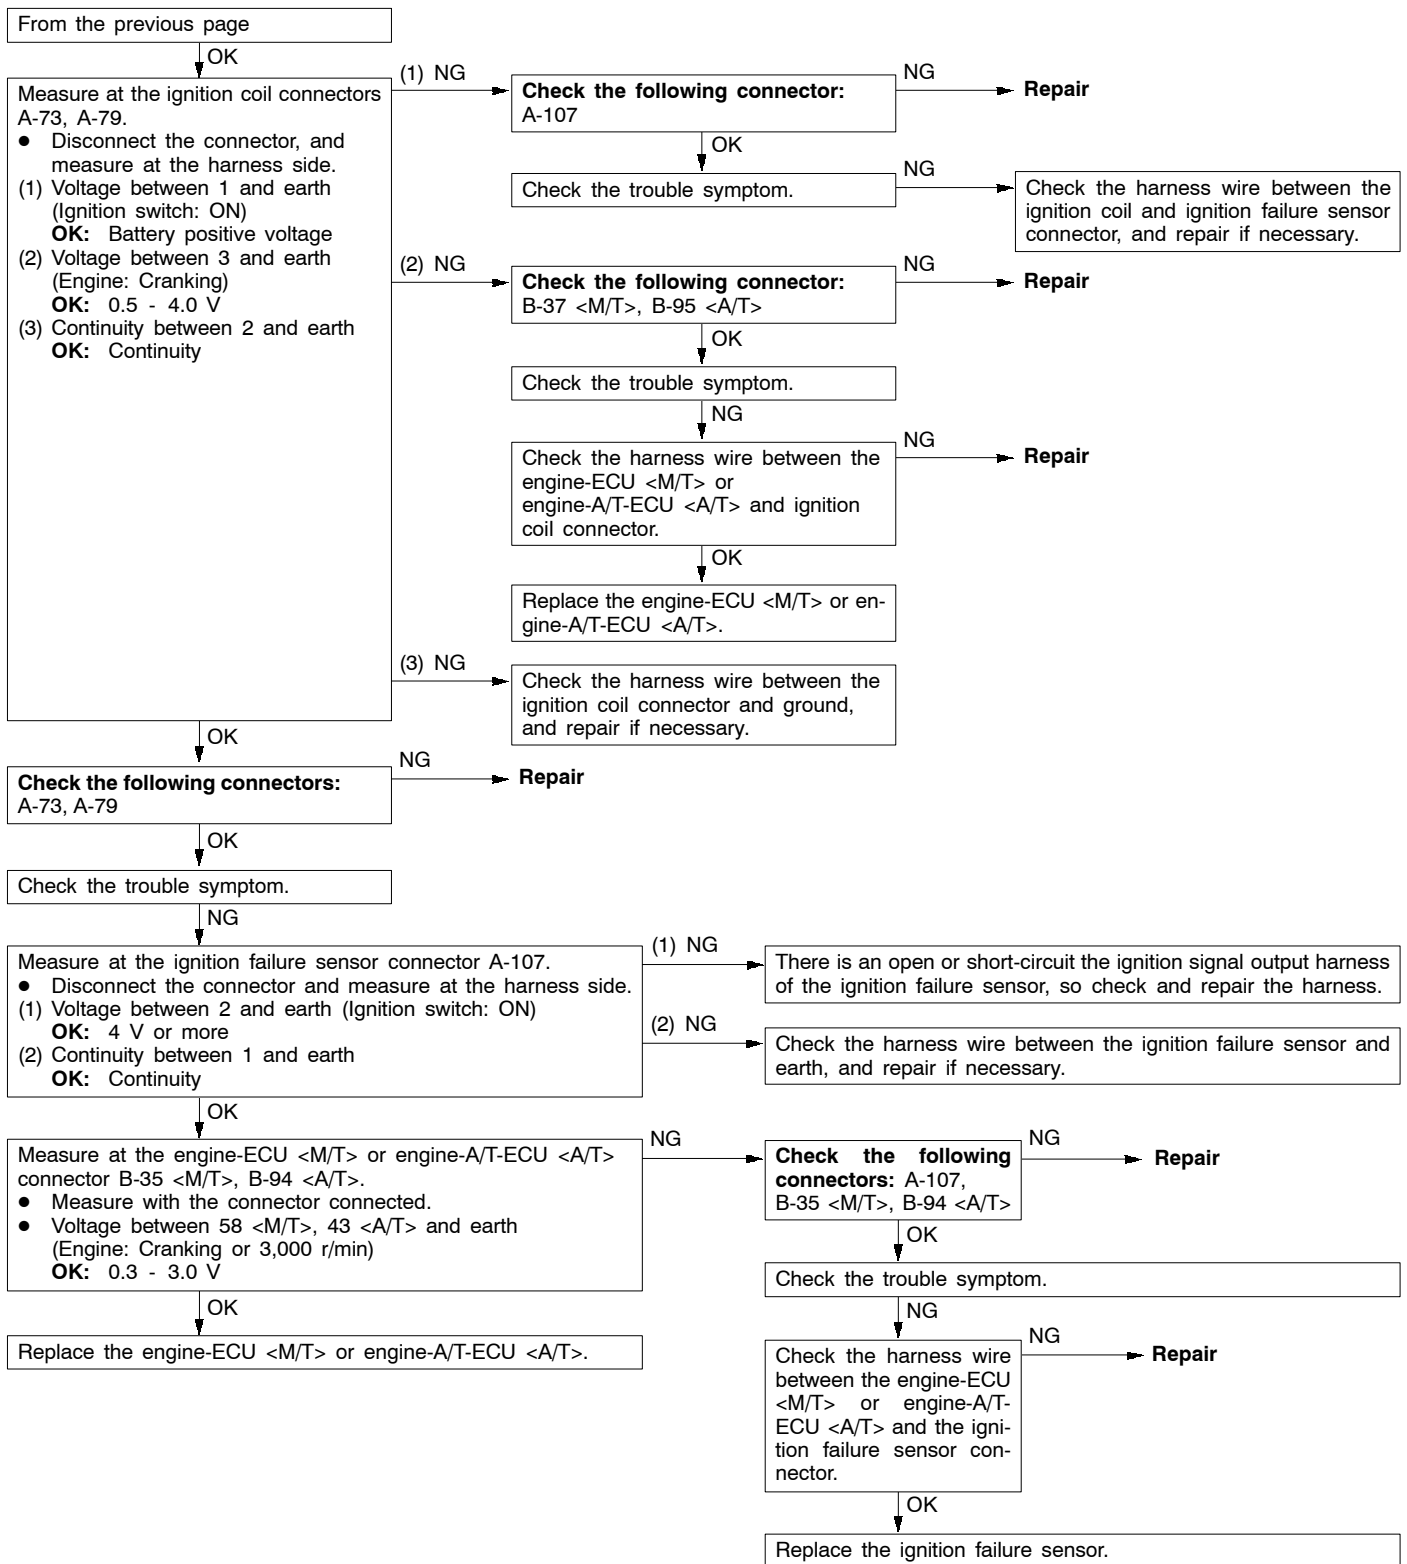 From the previous page
OK
Measure at the ignition coil connectors
A-73, A-79.
● Disconnect the connector, and
measure at the harness side.
(1) Voltage between 1 and earth
(Ignition switch: ON)
OK: Battery positive voltage
(2) Voltage between 3 and earth
(Engine: Cranking)
OK: 0.5 - 4.0 V
(3) Continuity between 2 and earth
OK: Continuity
(1) NG
Check the following connector:
A-107
NG
Repair
OK
Check the trouble symptom.
NG
Check the harness wire between the
ignition coil and ignition failure sensor
connector, and repair if necessary.
(2) NG
Check the following connector:
B-37 <M/T>, B-95 <A/T>
NG
Repair
OK
Check the trouble symptom.
NG
Check the harness wire between the
engine-ECU <M/T> or
engine-A/T-ECU <A/T> and ignition
coil connector.
NG
Repair
OK
Replace the engine-ECU <M/T> or en-
gine-A/T-ECU <A/T>.
(3) NG
Check the harness wire between the
ignition coil connector and ground,
and repair if necessary.
OK
Check the following connectors:
A-73, A-79
NG
Repair
OK
Check the trouble symptom.
NG
Measure at the ignition failure sensor connector A-107.
● Disconnect the connector and measure at the harness side.
(1) Voltage between 2 and earth (Ignition switch: ON)
OK: 4 V or more
(2) Continuity between 1 and earth
OK: Continuity
(1) NG
There is an open or short-circuit the ignition signal output harness
of the ignition failure sensor, so check and repair the harness.
(2) NG
Check the harness wire between the ignition failure sensor and
earth, and repair if necessary.
OK
Measure at the engine-ECU <M/T> or engine-A/T-ECU <A/T>
connector B-35 <M/T>, B-94 <A/T>.
● Measure with the connector connected.
● Voltage between 58 <M/T>, 43 <A/T> and earth
(Engine: Cranking or 3,000 r/min)
OK: 0.3 - 3.0 V
NG
Check the following
connectors: A-107,
B-35 <M/T>, B-94 <A/T>
NG
Repair
OK
Check the trouble symptom.
NG
Check the harness wire
between the engine-ECU
<M/T> or engine-A/T-
ECU <A/T> and the igni-
tion failure sensor con-
nector.
NG
Repair
OK
Replace the ignition failure sensor.
OK
Replace the engine-ECU <M/T> or engine-A/T-ECU <A/T>.